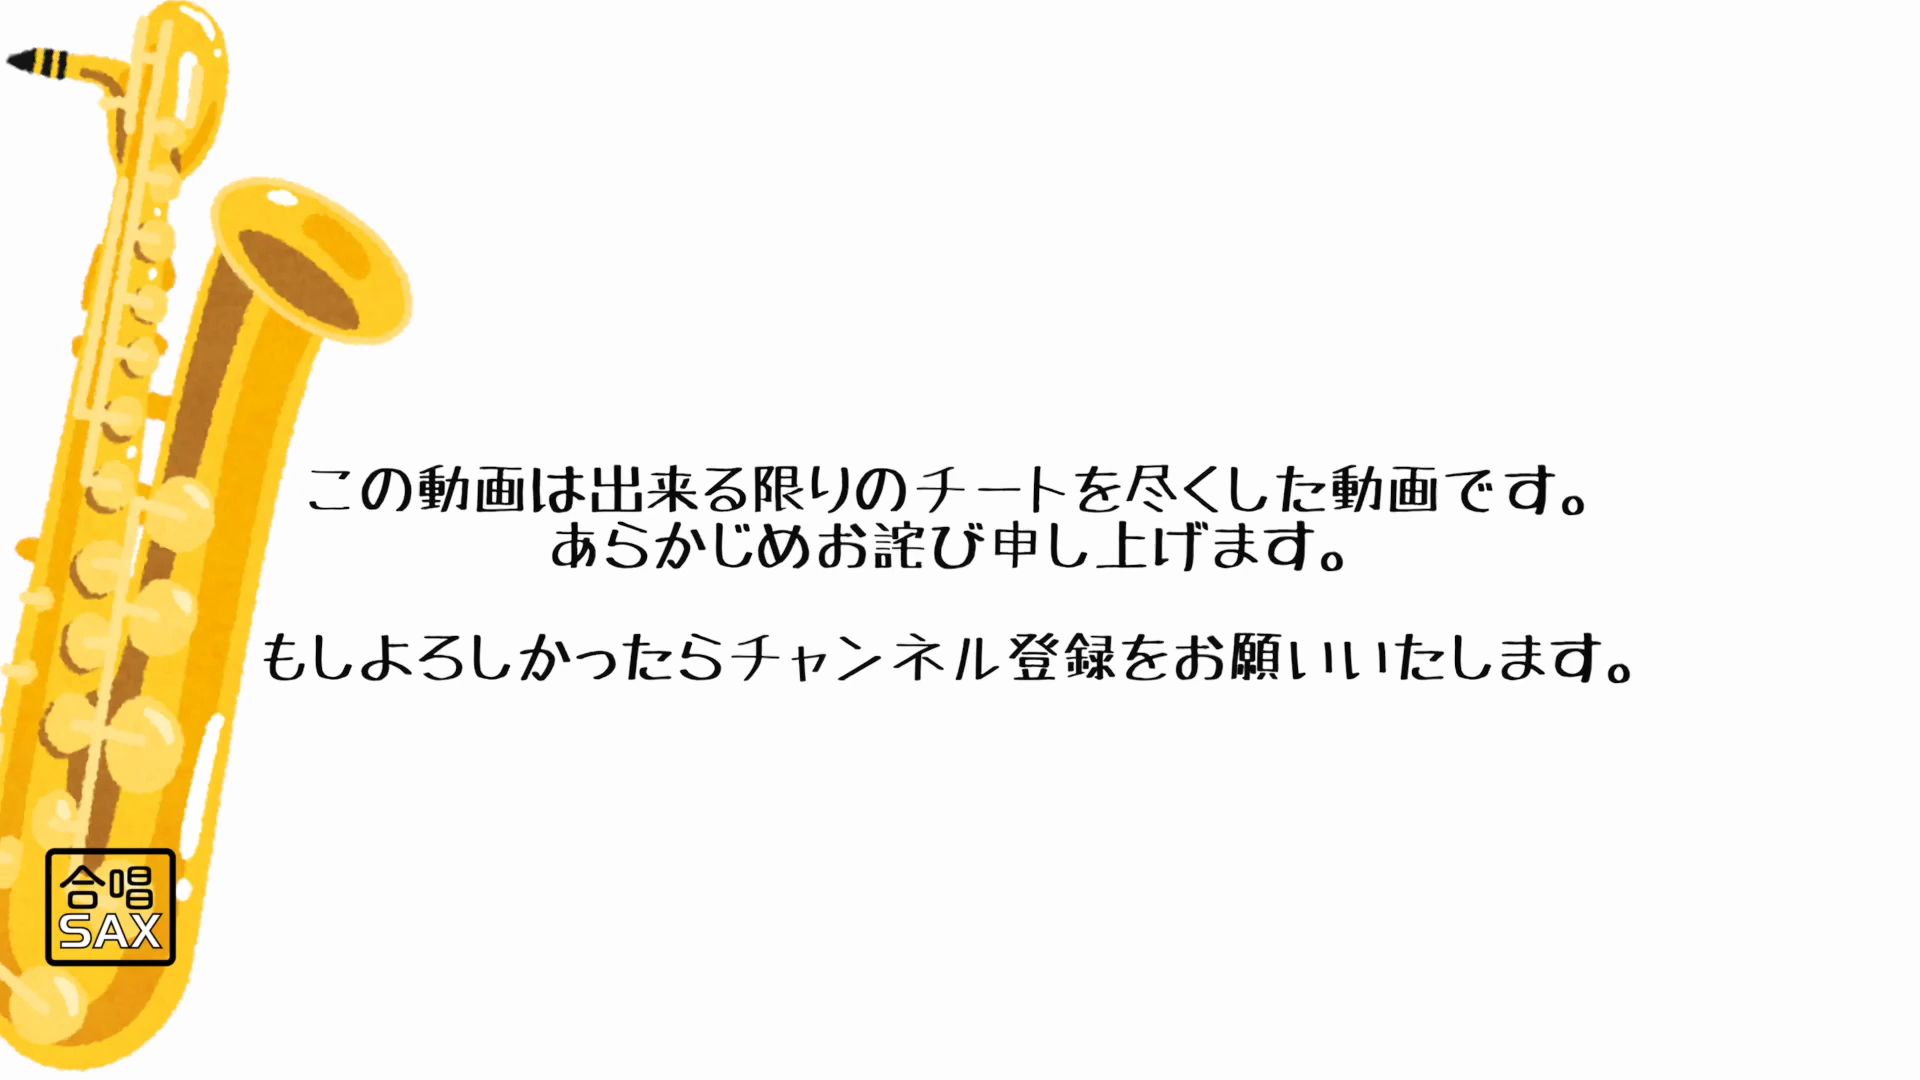 この動画は出来る限りのチートを尽くした動画です。
あらかじめお詫び申し上げます。
もしよろしかったらチャンネル登録をお願いいたします。
合唱
SAX